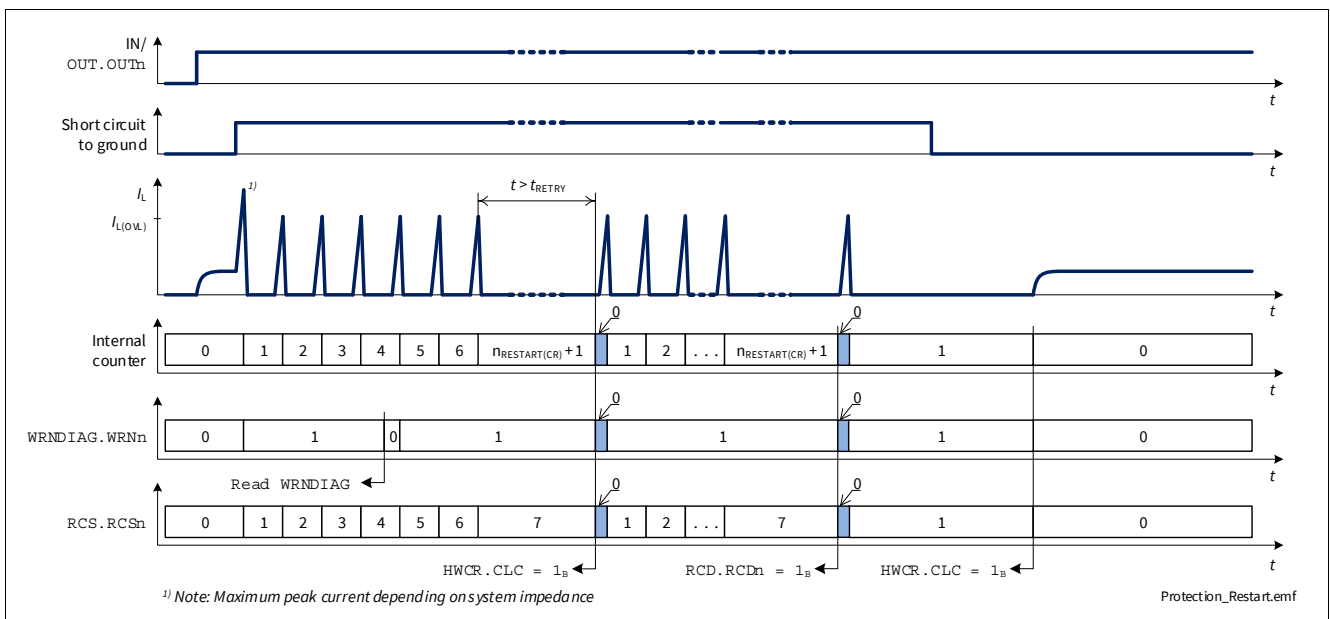 IN/
OUT.OUTn
t
Short circuit
to ground
t
1)
t > tRETRY
IL
IL(OVL)
t
0
0
Internal
counter
0 1 2 3 4 5 6 nRESTART(CR) + 1 1 2 ... nRESTART(CR) + 1 1 0
t
0
0
WRNDIAG.WRNn 0 1 0 1 1 1 0
t
Read WRNDIAG
0
0
RCS.RCSn 0 1 2 3 4 5 6 7 1 2 ... 7 1 0
t
HWCR.CLC = 1B RCD.RCDn = 1B HWCR.CLC = 1B
1) Note: Maximum peak current depending on system impedance
Protection_Restart.emf